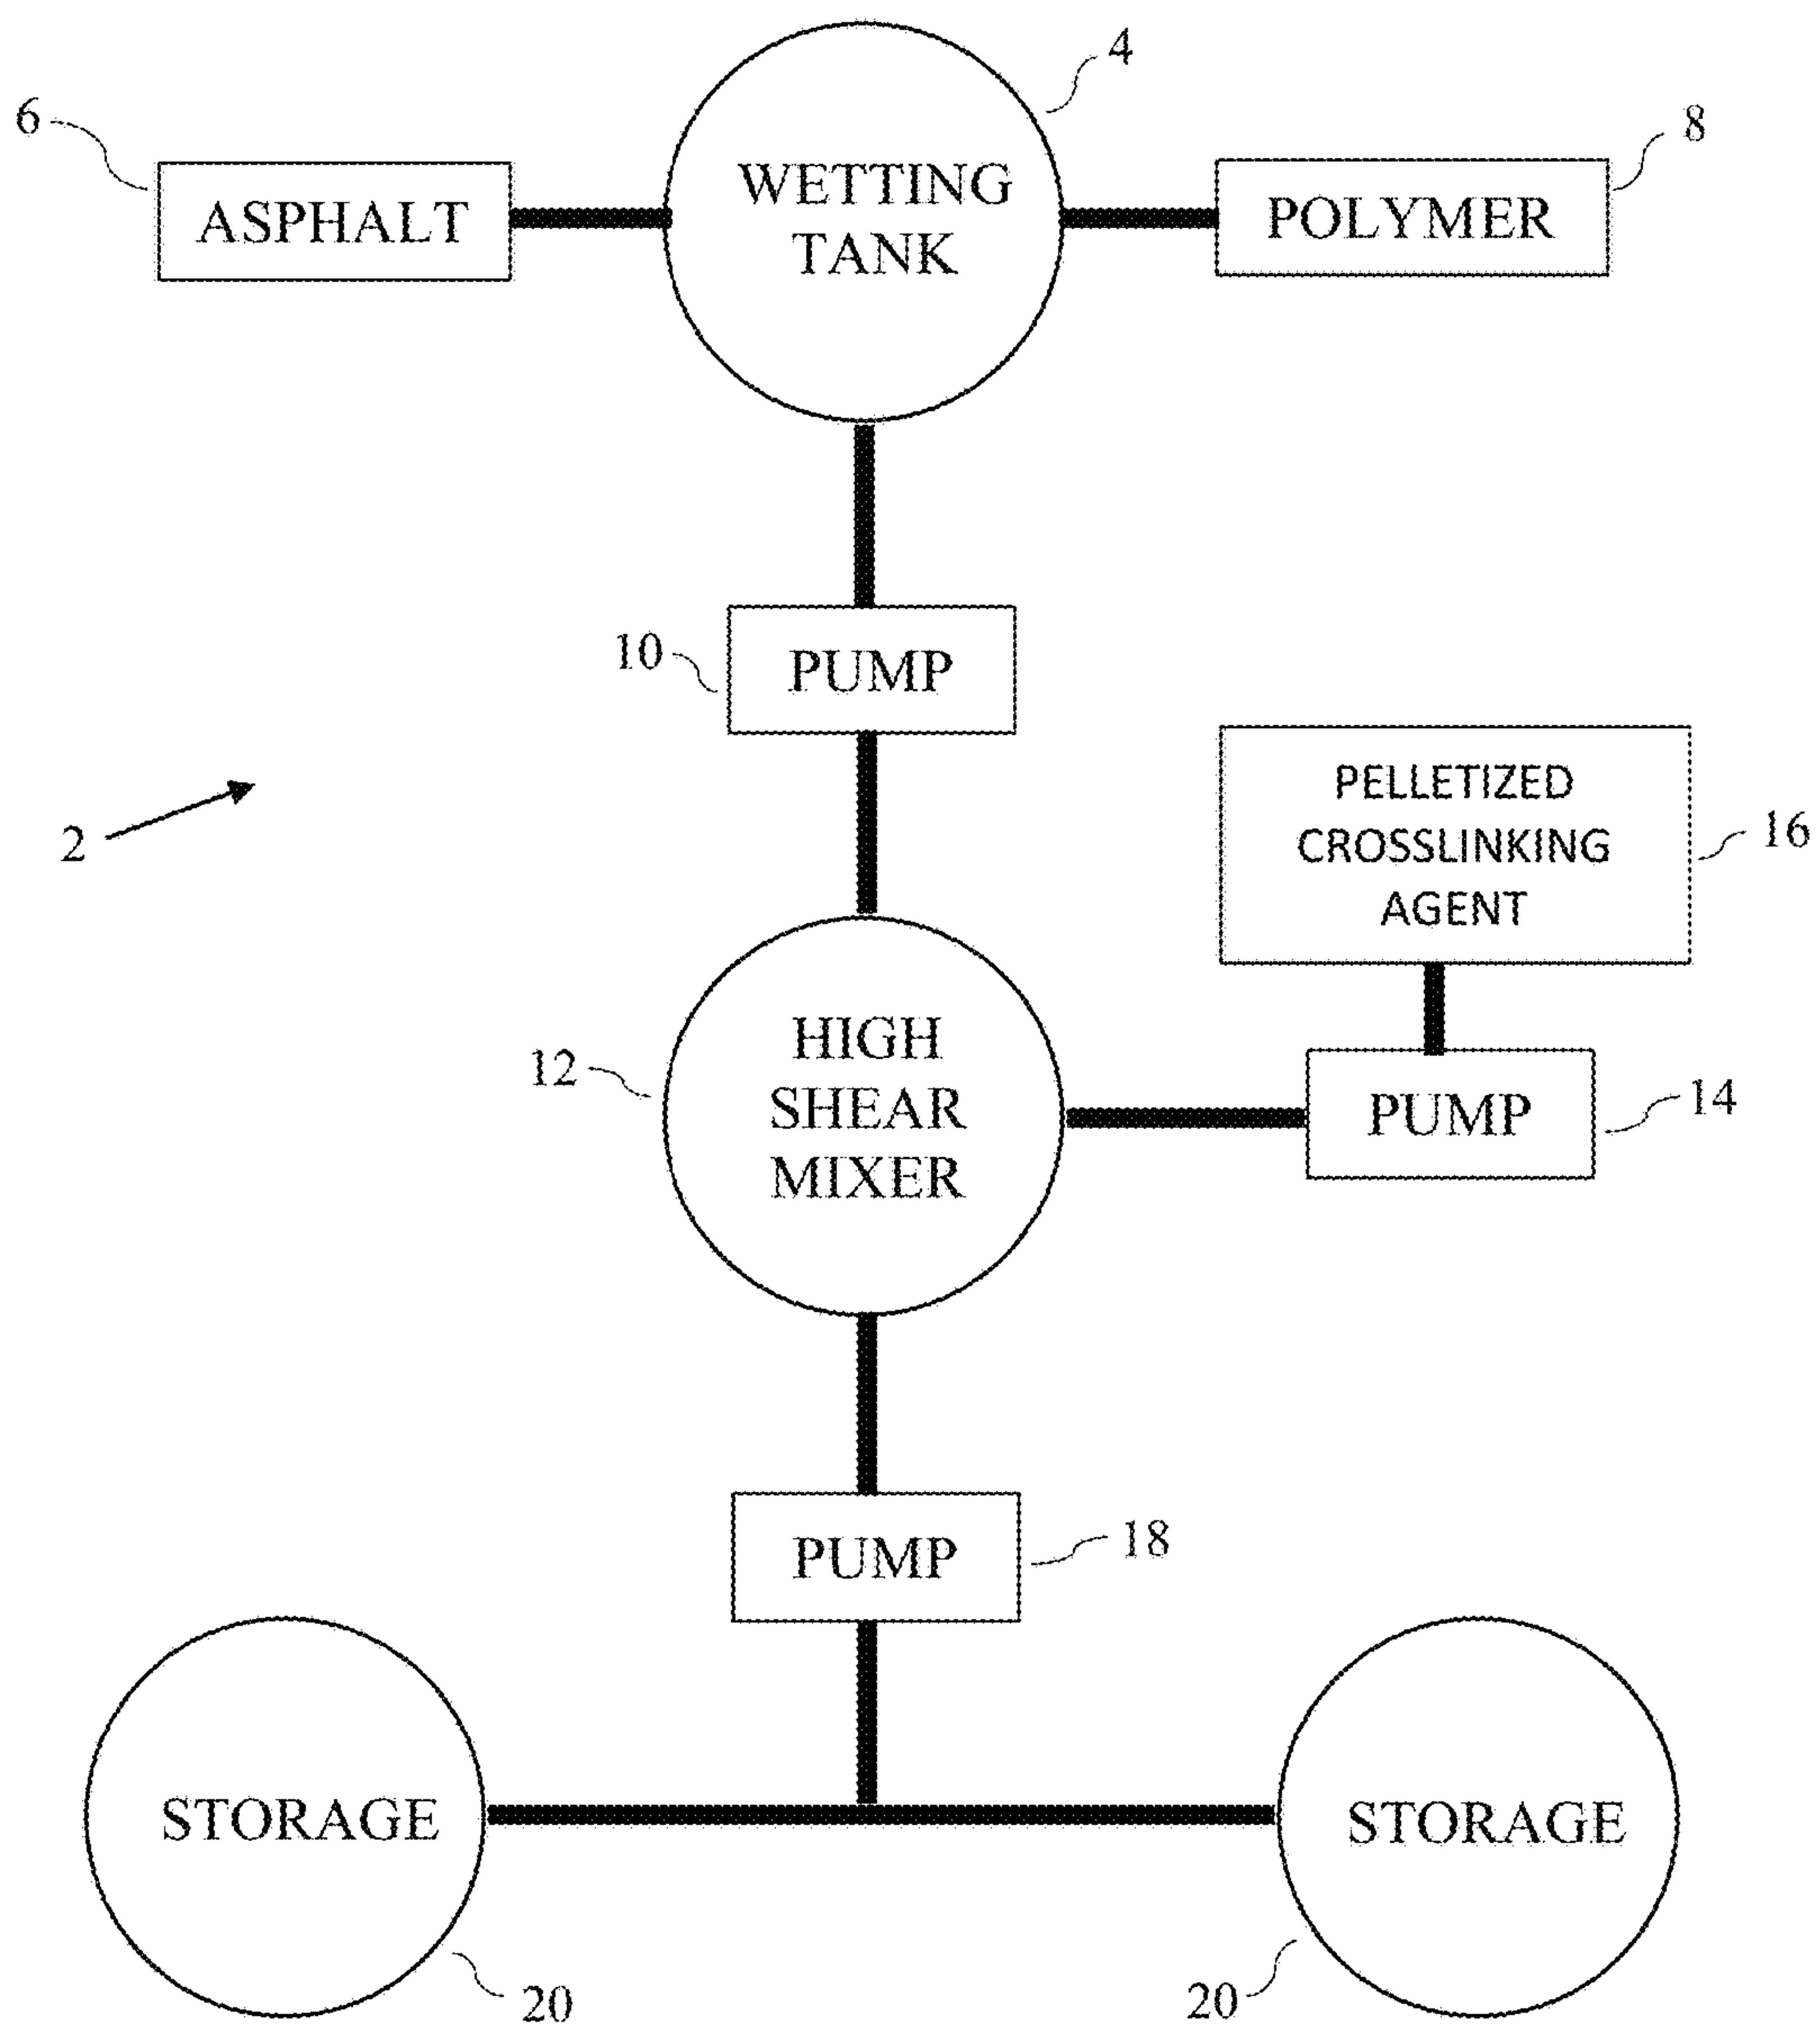 4
6
8
ASPHALT
WETTING
TANK
POLYMER
10
PUMP
2
PELLETIZED
CROSSLINKING
AGENT
16
12
HIGH
SHEAR
MIXER
PUMP
14
PUMP
18
STORAGE
STORAGE
20
20